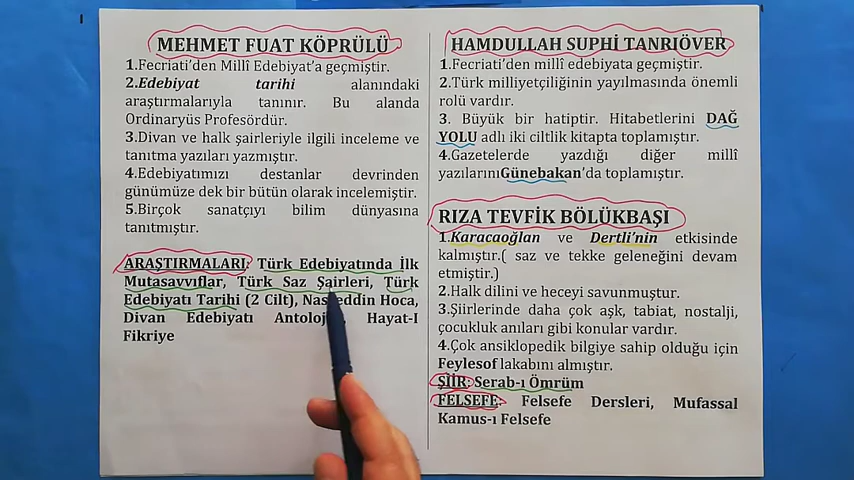 MEHMET FUAT KÖPRÜLÜ
1.Fecriati’den Millî Edebiyat’a geçmiştir.
2.Edebiyat tarihi alanındaki
araştırmalarıyla tanınır. Bu alanda
Ordinaryüs Profesördür.
3.Divan ve halk şairleriyle ilgili inceleme ve
tanıtma yazıları yazmıştır.
4.Edebiyatımızı destanlar devrinden
günümüze dek bir bütün olarak incelemiştir.
5.Birçok sanatçıyı bilim dünyasına
tanıtmıştır.
ARAŞTIRMALARI: Türk Edebiyatında İlk
Mutasavvıflar, Türk Saz Şairleri, Türk
Edebiyatı Tarihi (2 Cilt), Hoca,
Divan Edebiyatı Hayat-I
Fikriye
HAMDULLAH SUPHİ TANRIÖVER
1.Fecriati’den millî edebiyata geçmiştir.
2.Türk milliyetçiliğinin yayılmasında önemli
rolü vardır.
3. Büyük bir hatiptir. Hitabetlerini DAĞ
YOLU adlı iki ciltlik kitapta toplamıştır.
4.Gazetelerde yazdığı diğer millî
yazılarınıGünebakan’da toplamıştır.
RIZA TEVFİK BÖLÜKBAŞI
1.Karacaoğlan ve Dertli’nin etkisinde
kalmıştır.( saz ve tekke geleneğini devam
etmiştir.)
2.Halk dilini ve heceyi savunmuştur.
3.Şiirlerinde daha çok aşk, tabiat, nostalji,
çocukluk anıları gibi konular vardır.
4.Çok ansiklopedik bilgiye sahip olduğu için
Feylesof lakabını almıştır.
ŞİİR: Serab-ı Ömrüm
FELSEFE: Felsefe Dersleri, Mufassal
Kamus-ı Felsefe